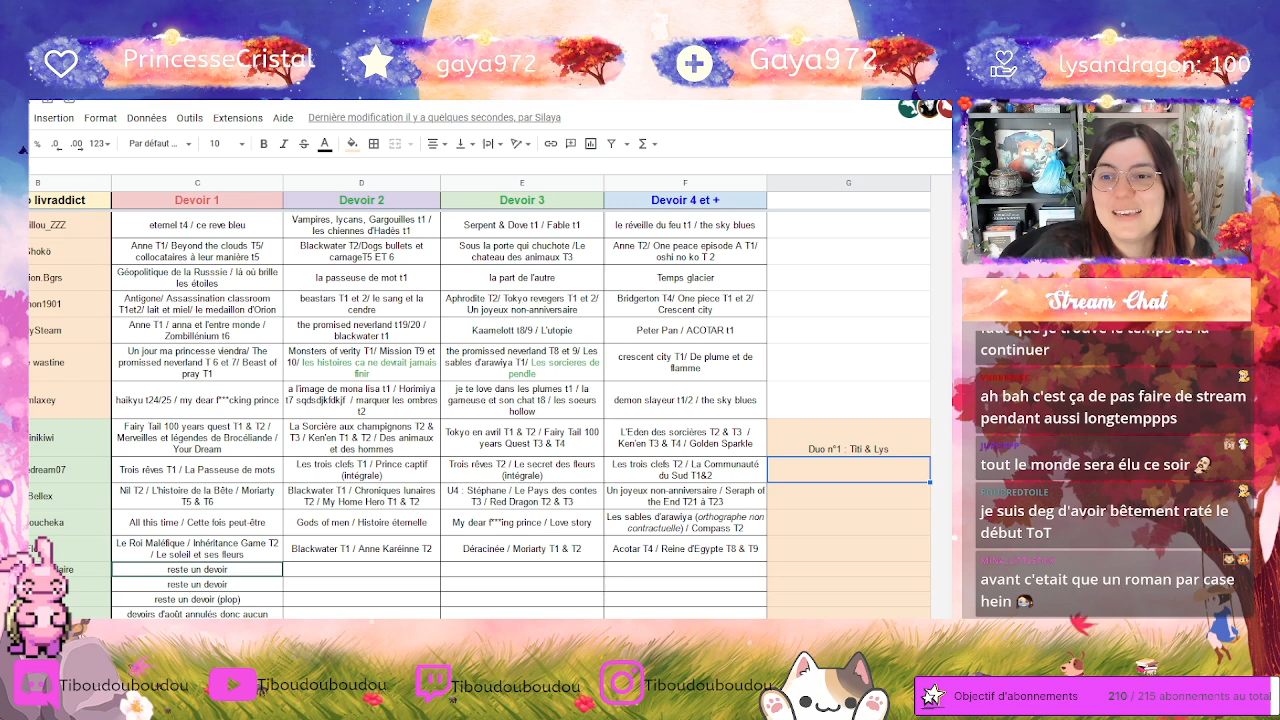 PrincesseCristal
gaya972
Gaya972
lysandragon: 100
Insertion Format Données Outils Extensions Aide Dernière modification il y a quelques secondes, par Silaya
% .0 .00 123 Par défaut ... 10 B I S A
B C D E F G
livraddict Devoir 1 Devoir 2 Devoir 3 Devoir 4 et +
illou_ZZZ
eternel t4 / ce reve bleu
Vampires, lycans, Gargouilles t1 /
les chiennes d'Hadès t1
Serpent & Dove t1 / Fable t1
le réveille du feu t1 / the sky blues
Shokö
Anne T1/ Beyond the clouds T5/
collocataires à leur manière t5
Blackwater T2/Dogs bullets et
carnageT5 ET 6
Sous la porte qui chuchote /Le
chateau des animaux T3
Anne T2/ One peace episode A T1/
oshi no ko T 2
ion.Bgrs
Géopolitique de la Russsie / là où brille
les étoiles
la passeuse de mot t1
la part de l'autre
Temps glacier
non1901
Antigone/ Assassination classroom
T1et2/ lait et miel/ le medaillon d'Orion
beastars T1 et 2/ le sang et la
cendre
Aphrodite T2/ Tokyo revegers T1 et 2/
Un joyeux non-anniversaire
Bridgerton T4/ One piece T1 et 2/
Crescent city
ySteam
Anne T1 / anna et l'entre monde /
Zombillénium t6
the promised neverland t19/20 /
blackwater t1
Kaamelott t8/9 / L'utopie
Peter Pan / ACOTAR t1
wastine
Un jour ma princesse viendra/ The
promised neverland T 6 et 7/ Beast of
pray T1
Monsters of verity T1/ Mission T9 et
10/ les histoires ca ne devrait jamais
finir
the promised neverland T8 et 9/ Les
sables d'arawiya T1/ Les sorcieres de
pendle
crescent city T1/ De plume et de
flamme
mlaxey
haikyu t24/25 / my dear f***cking prince
a l'image de mona lisa t1 / Horimiya
t7 sqdsdjkfdkjf / marquer les ombres
t2
je te love dans les plumes t1 / la
gameuse et son chat t8 / les soeurs
hollow
demon slayeur t1/2 / the sky blues
inikiwi
Fairy Tail 100 years quest T1 & T2 /
Merveilles et légendes de Brocéliande /
Your Dream
La Sorciére aux champignons T2 &
T3 / Ken'en T1 & T2 / Des animaux
et des hommes
Tokyo en avril T1 & T2 / Fairy Tail 100
years Quest T3 & T4
L'Eden des sorcières T2 & T3 /
Ken'en T3 & T4 / Golden Sparkle
Duo n°1 : Titi & Lys
edream07
Trois rêves T1 / La Passeuse de mots
Les trois clefs T1 / Prince captif
(intégrale)
Trois rêves T2 / Le secret des fleurs
(intégrale)
Les trois clefs T2 / La Communauté
du Sud T1&2
Bellex
Nil T2 / L'histoire de la Bête / Moriarty
T5 & T6
Blackwater T1 / Chroniques lunaires
T2 / My Home Hero T1 & T2
U4 : Stéphane / Le Pays des contes
T3 / Red Dragon T2 & T3
Un joyeux non-anniversaire / Seraph of
the End T21 à T23
oucheka
All this time / Cette fois peut-être
Gods of men / Histoire éternelle
My dear f***ing prince / Love story
Les sables d'arawiya (orthographe non
contractuelle) / Compass T2
Le Roi Maléfique / Inhéritance Game T2
/ Le soleil et ses fleurs
Blackwater T1 / Anne Karéinne T2
Déracinée / Moriarty T1 & T2
Acotar T4 / Reine d'Egypte T8 & T9
laire
reste un devoir
reste un devoir
reste un devoir (plop)
devoirs d'août annulés donc aucun
Stream Chat
faut que je trouve le temps de la
continuer
ah bah c'est ça de pas faire de stream
pendant aussi longtemppps
tout le monde sera élu ce soir
POUDREDTOILE
je suis deg d'avoir bêtement raté le
début ToT
avant c'etait que un roman par case
hein
Tiboudouboudou
Tiboudouboudou
Tiboudouboudou
Tiboudouboudou
Objectif d'abonnements 210 / 215 abonnements au total